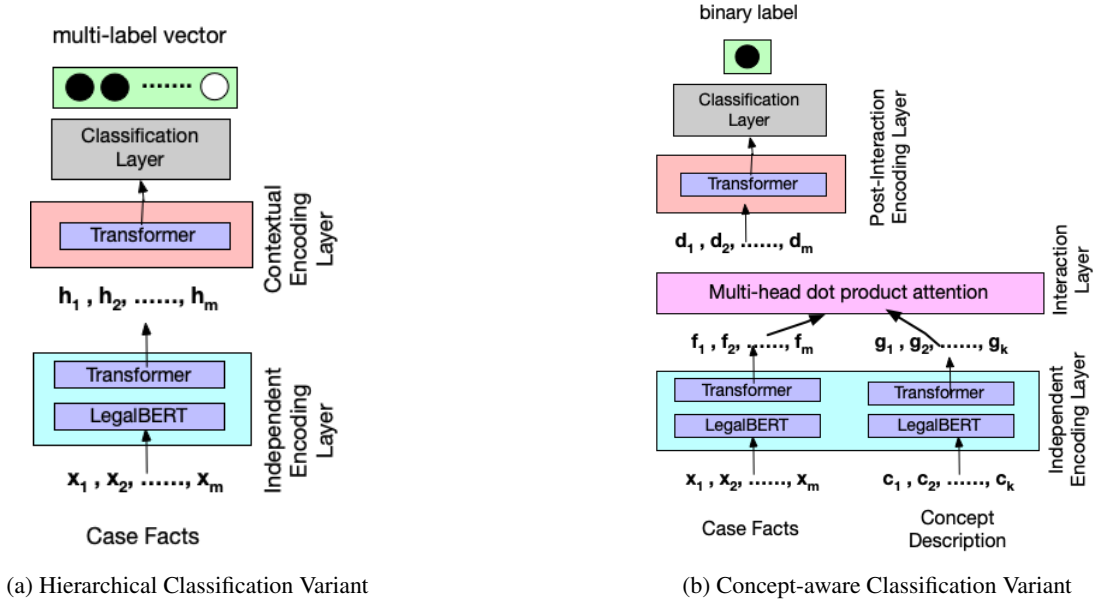 multi-label vector
Classification
Layer
Transformer
Contextual
Encoding
Layer
h1 , h2, ......, hm
Transformer
LegalBERT
Independent
Encoding
Layer
x1 , x2, ......, xm
Case Facts
(a) Hierarchical Classification Variant
binary label
Classification
Layer
Transformer
Post-Interaction
Encoding Layer
d1 , d2, ......, dm
Multi-head dot product attention
Interaction
Layer
f1 , f2, ......, fm
g1 , g2, ......, gk
Transformer
LegalBERT
Transformer
LegalBERT
Independent
Encoding Layer
x1 , x2, ......, xm
c1 , c2, ......, ck
Case Facts
Concept
Description
(b) Concept-aware Classification Variant